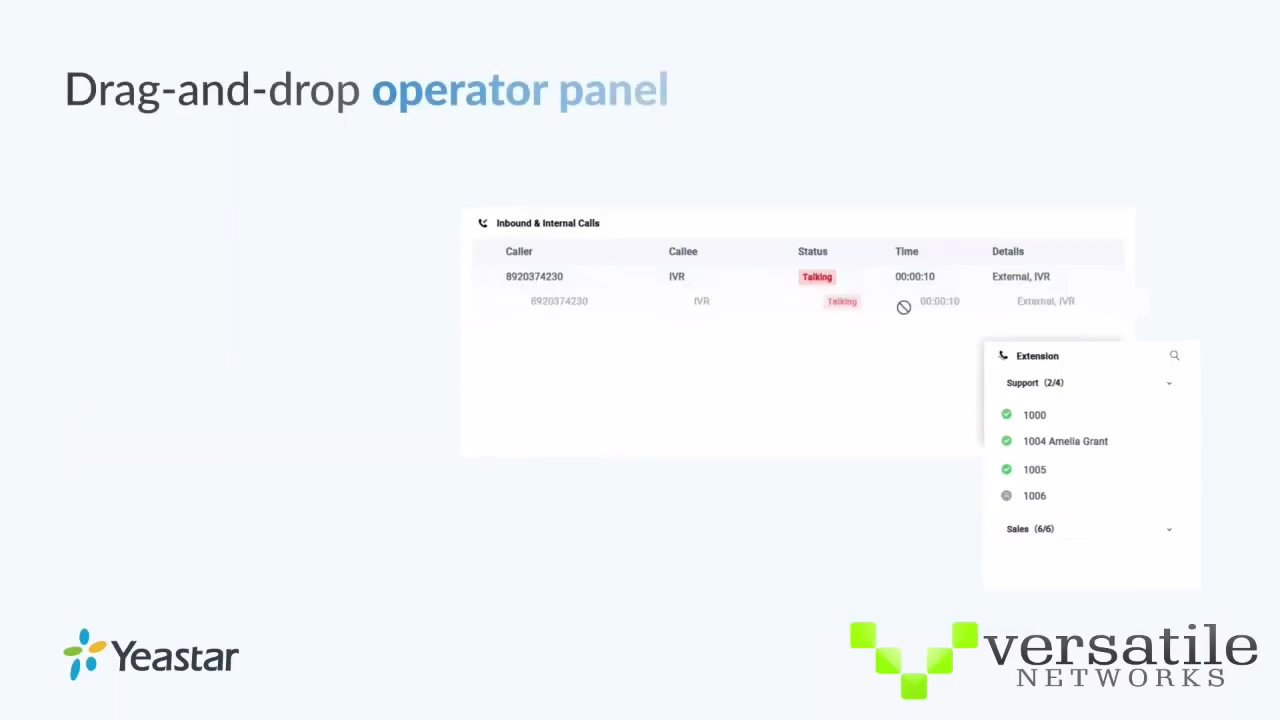 Drag-and-drop operator panel
Inbound & Internal Calls
Caller Callee Status Time Details
8920374230 IVR Talking 00:00:10 External, IVR
8920374230 IVR Talking 00:00:10 External, IVR
Extension
Support (2/4)
1000
1004 Amelia Grant
1005
1006
Sales (6/6)
Yeastar
versatile
NETWORKS